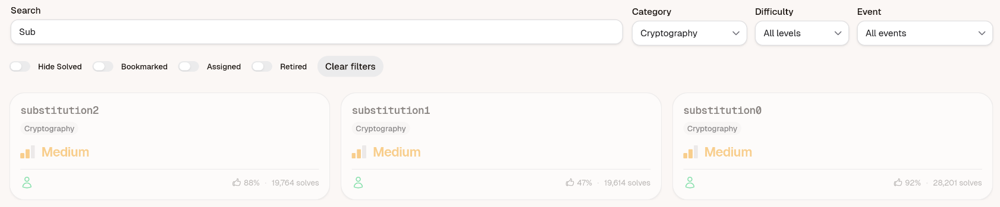 Search
Category
Difficulty
Event
Sub
Cryptography
All levels
All events
Hide Solved
Bookmarked
Assigned
Retired
Clear filters
substitution2
Cryptography
Medium
88% · 19,764 solves
substitution1
Cryptography
Medium
47% · 19,614 solves
substitution0
Cryptography
Medium
92% · 28,201 solves